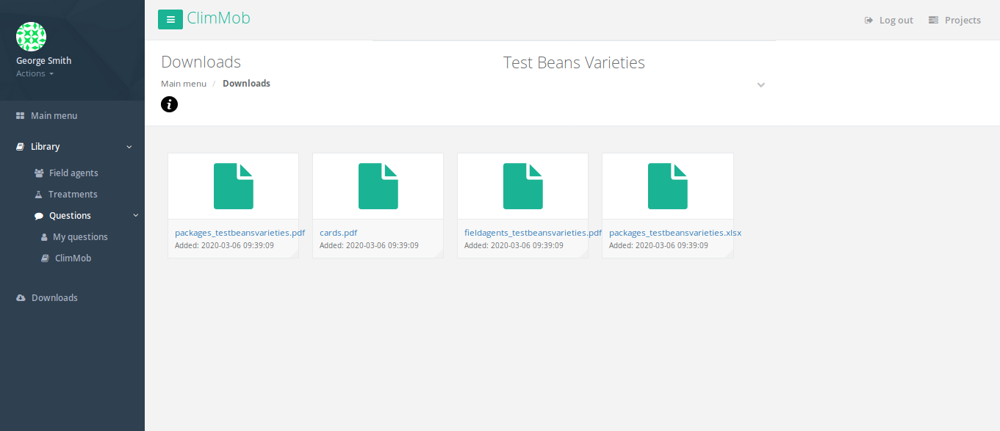 George Smith
Actions
Main menu
Library
Field agents
Treatments
Questions
My questions
ClimMob
Downloads
ClimMob
Log out
Projects
Downloads
Main menu / Downloads
i
Test Beans Varieties
packages_testbeansvarieties.pdf
Added: 2020-03-06 09:39:09
cards.pdf
Added: 2020-03-06 09:39:09
fieldagents_testbeansvarieties.pdf
Added: 2020-03-06 09:39:09
packages_testbeansvarieties.xlsx
Added: 2020-03-06 09:39:09